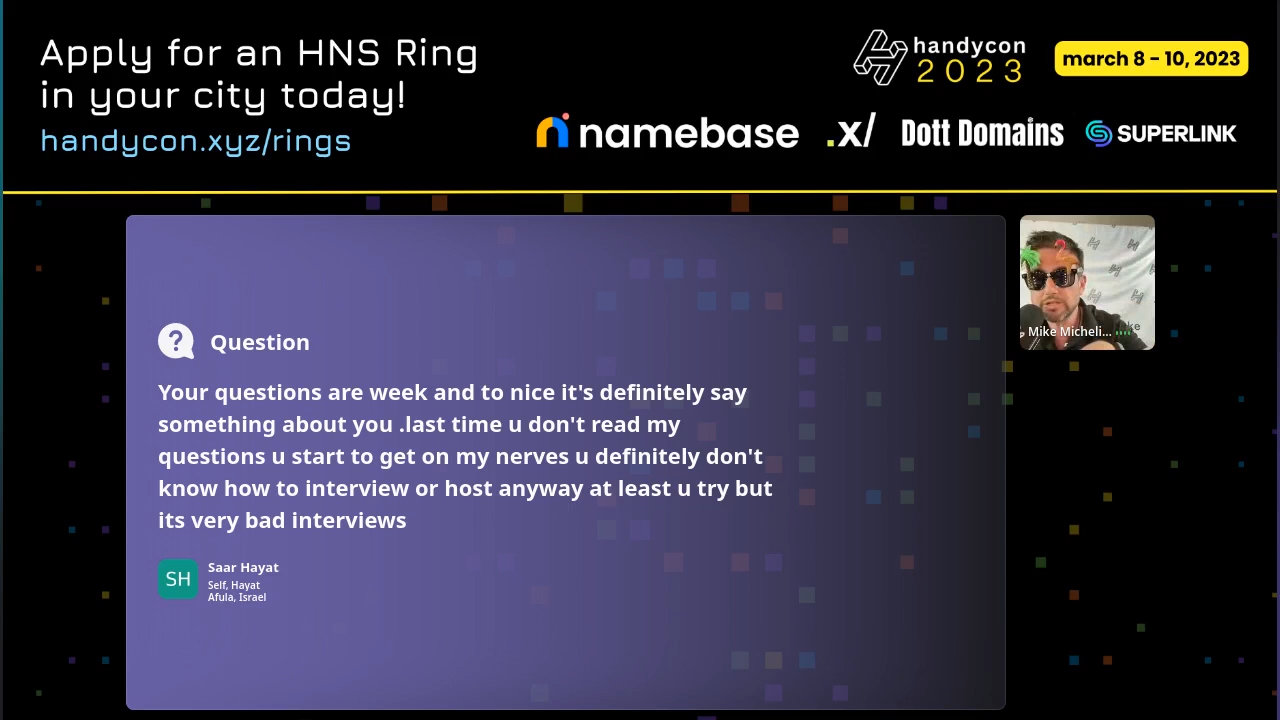 Apply for an HNS Ring
in your city today!
handycon.xyz/rings
handycon
2023
march 8 - 10, 2023
namebase
.x/
Dott Domains
SUPERLINK
Question
Your questions are week and to nice it's definitely say
something about you .last time u don't read my
questions u start to get on my nerves u definitely don't
know how to interview or host anyway at least u try but
its very bad interviews
SH
Saar Hayat
Self, Hayat
Afula, Israel
Mike Micheli...